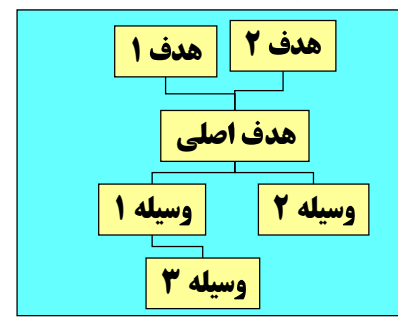 هدف ۲
هدف ۱
هدف اصلی
وسیله ۲
وسیله ۱
وسیله ۳